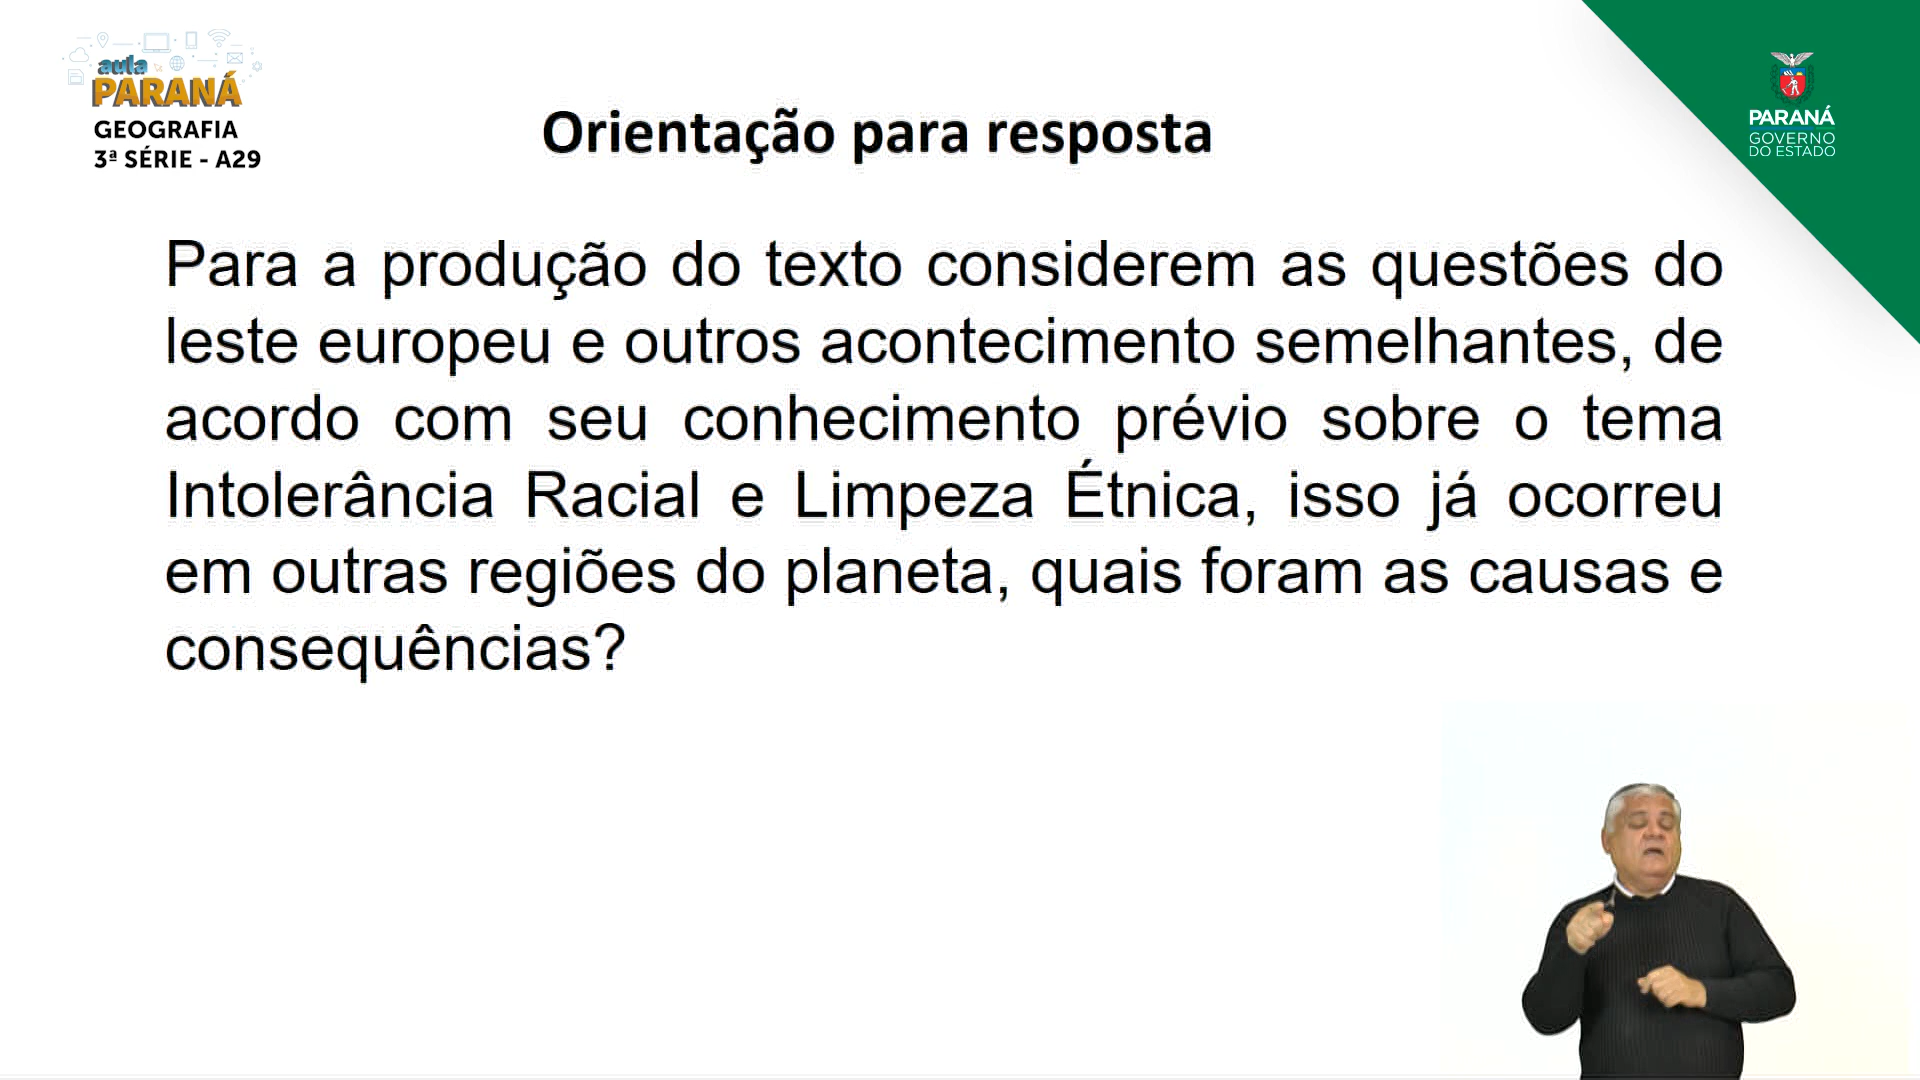 aula
PARANÁ
GEOGRAFIA
3ª SÉRIE - A29
Orientação para resposta
PARANÁ
GOVERNO
DO ESTADO
Para a produção do texto considerem as questões do
leste europeu e outros acontecimento semelhantes, de
acordo com seu conhecimento prévio sobre o tema
Intolerância Racial e Limpeza Étnica, isso já ocorreu
em outras regiões do planeta, quais foram as causas e
consequências?